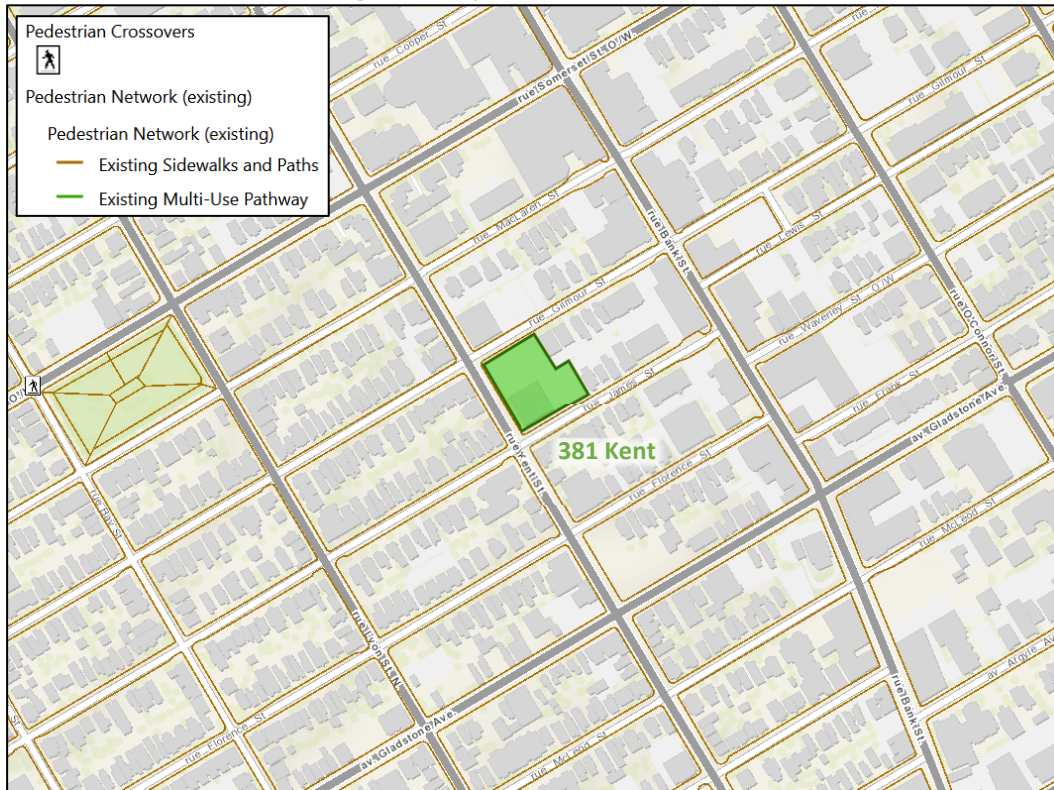 Pedestrian Crossovers
Pedestrian Network (existing)
Pedestrian Network (existing)
Existing Sidewalks and Paths
Existing Multi-Use Pathway
rue Cooper St
rue Somerset St O/W
rue Gilmour St
rue MacLaren St
rue Bank St
rue Lewis St
rue Waverley St O/W
rue O'connor St
rue Gilmour St
rue James St
rue Frank St
av. Gladstone Ave.
381 Kent
rue Kent St
rue Florence St
rue Bay St
rue McLeod St
rue Lyon St N
av. Argyle Av
rue Florence St
av. Gladstone Ave.
rue McLeod St
rue Bank St.
St